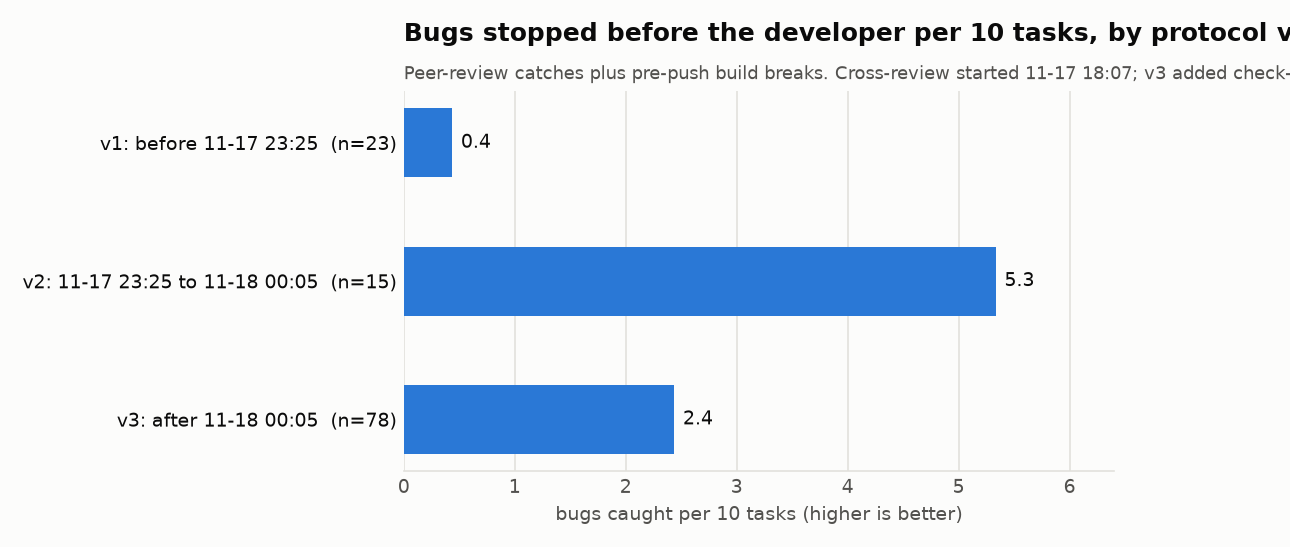 Bugs stopped before the developer per 10 tasks, by protocol v
Peer-review catches plus pre-push build breaks. Cross-review started 11-17 18:07; v3 added check-
v1: before 11-17 23:25 (n=23)
0.4
v2: 11-17 23:25 to 11-18 00:05 (n=15)
5.3
v3: after 11-18 00:05 (n=78)
2.4
0 1 2 3 4 5 6
bugs caught per 10 tasks (higher is better)